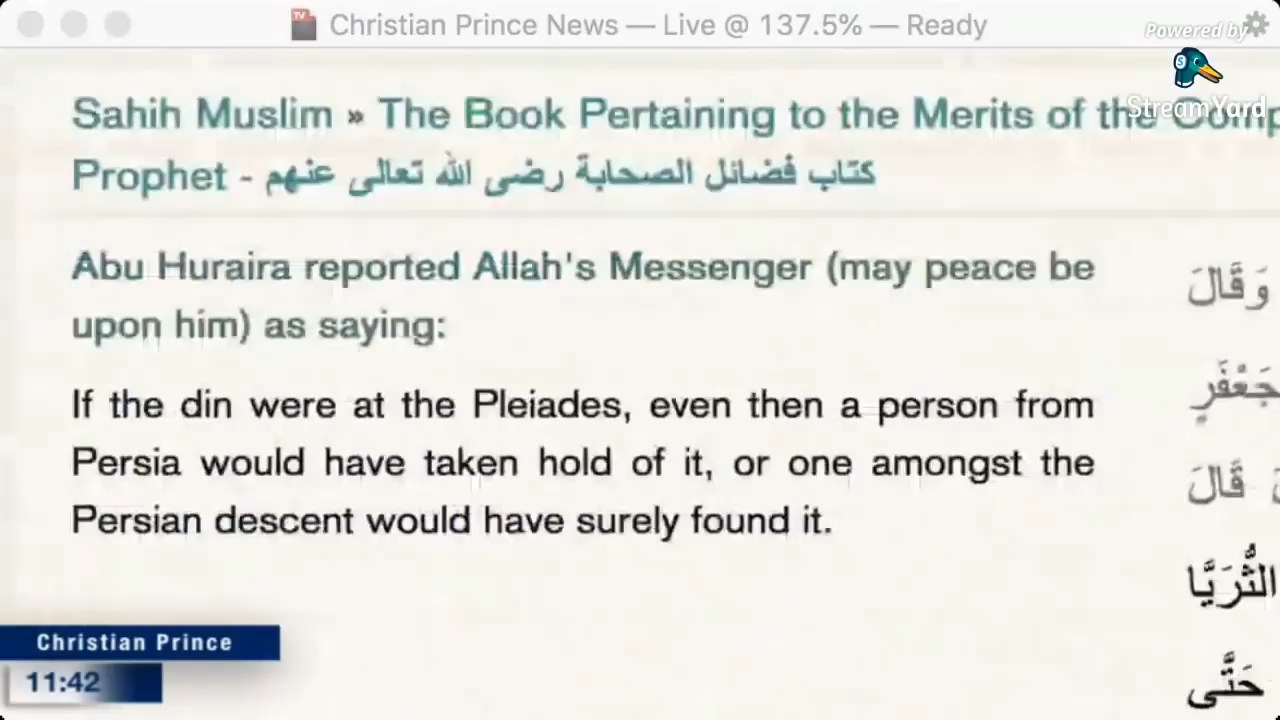 Christian Prince News — Live @ 137.5% — Ready
Powered by
StreamYard
Sahih Muslim » The Book Pertaining to the Merits of the
Prophet - كتاب فضائل الصحابة رضى الله تعالى عنهم
Abu Huraira reported Allah's Messenger (may peace be
upon him) as saying:
If the din were at the Pleiades, even then a person from
Persia would have taken hold of it, or one amongst the
Persian descent would have surely found it.
وَقَالَ
جَعْفَرٍ
قَالَ
الثُّرَيَّا
حَتَّى
Christian Prince
11:42